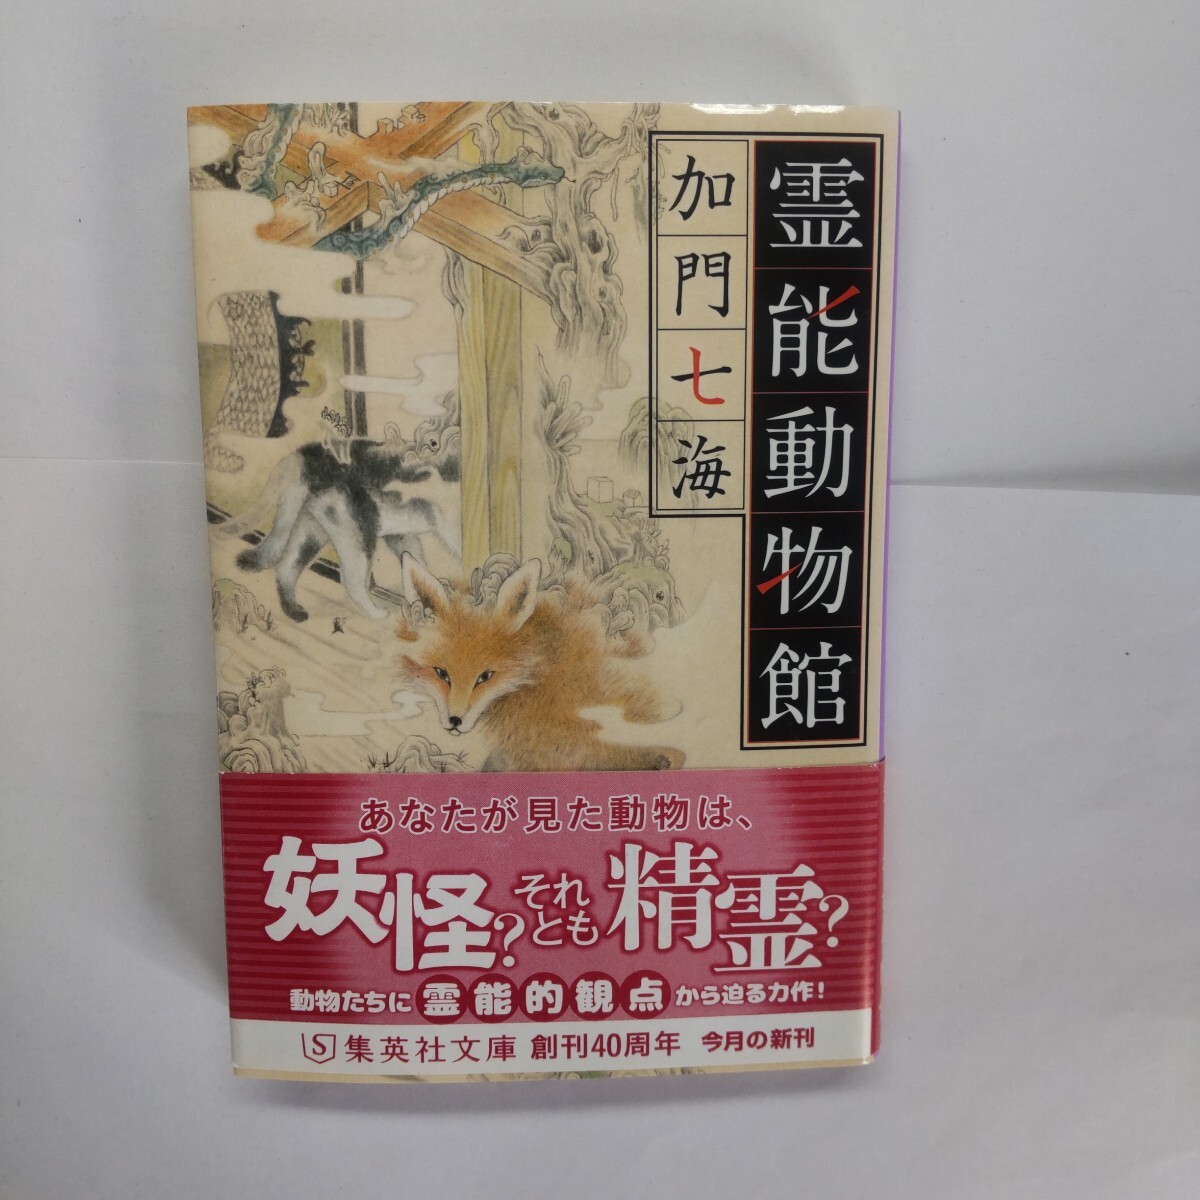 霊能動物館
加門七海
あなたが見た動物は、
妖怪?それとも精霊?
動物たちに霊能的観点から迫る力作!
S 集英社文庫 創刊40周年 今月の新刊